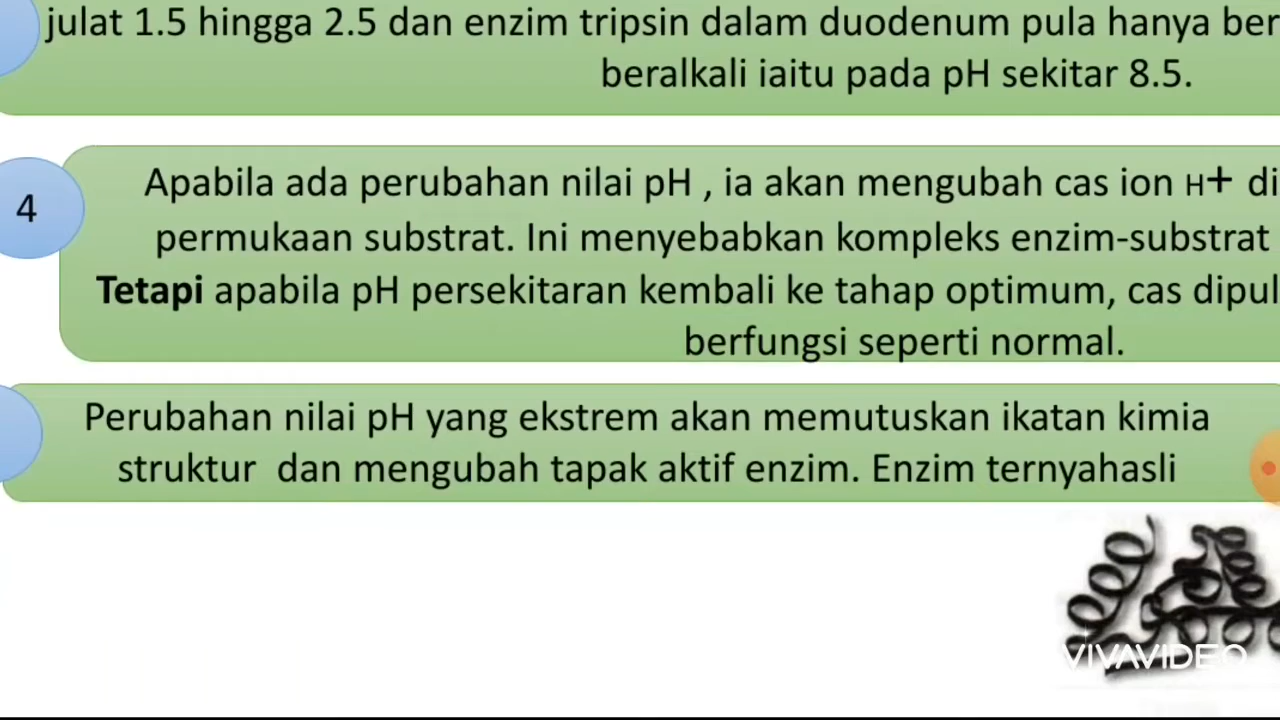 julat 1.5 hingga 2.5 dan enzim tripsin dalam duodenum pula hanya
beralkali iaitu pada pH sekitar 8.5.
4
Apabila ada perubahan nilai pH , ia akan mengubah cas ion H+ di
permukaan substrat. Ini menyebabkan kompleks enzim-substrat
Tetapi apabila pH persekitaran kembali ke tahap optimum, cas
berfungsi seperti normal.
Perubahan nilai pH yang ekstrem akan memutuskan ikatan kimia
struktur dan mengubah tapak aktif enzim. Enzim ternyahasli
VIVAVIDEO